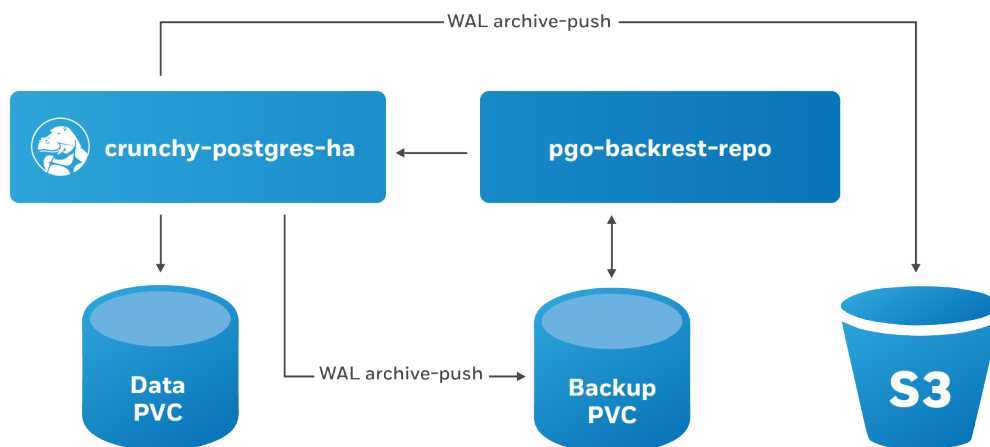 WAL archive-push
crunchy-postgres-ha
pgo-backrest-repo
WAL archive-push
Data
PVC
Backup
PVC
S3